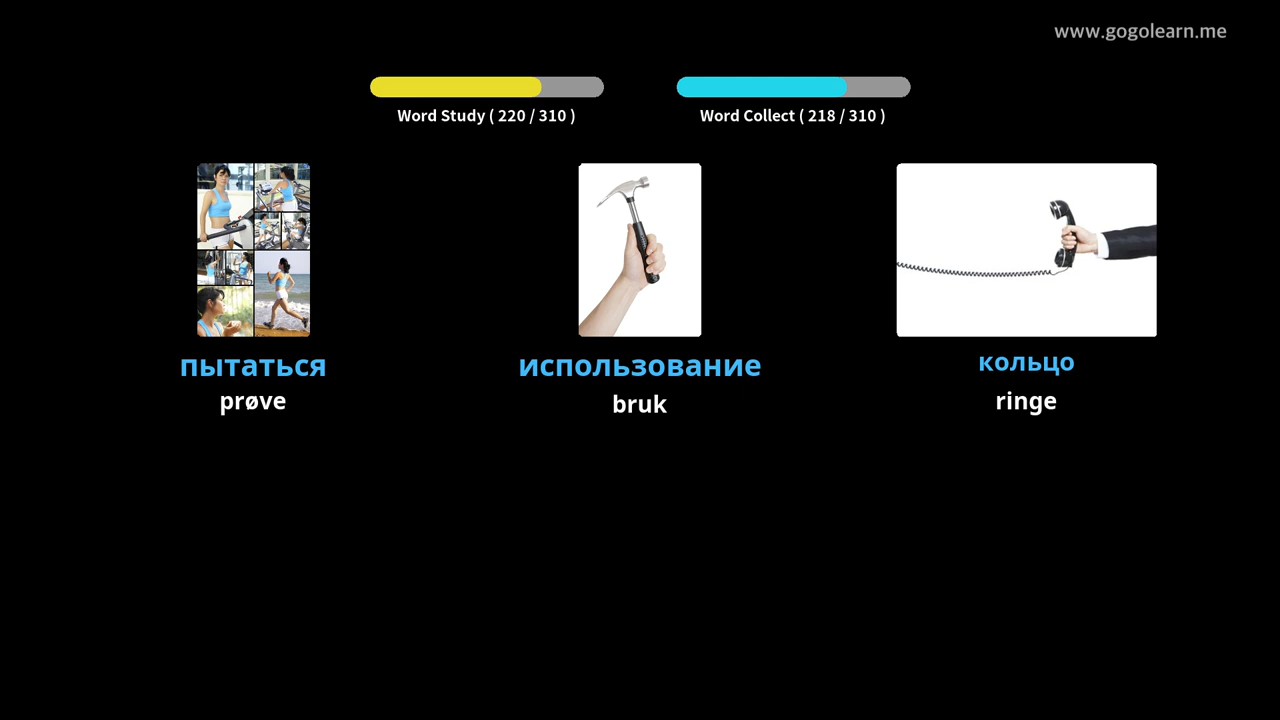 www.gogolearn.me
Word Study ( 220 / 310 )
Word Collect ( 218 / 310 )
пытаться
prøve
использование
bruk
кольцо
ringe